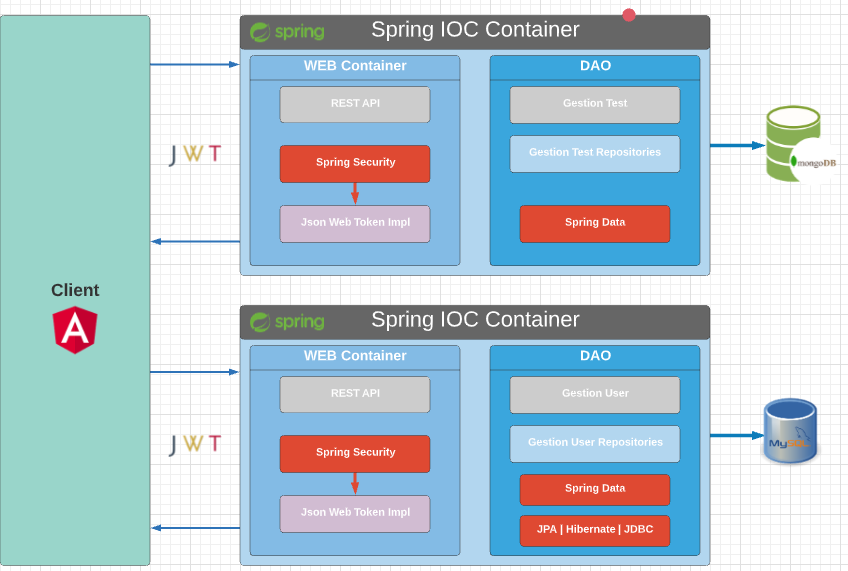 Client
A
JWT
spring
Spring IOC Container
WEB Container
REST API
Spring Security
Json Web Token Impl
DAO
Gestion Test
Gestion Test Repositories
Spring Data
mongoDB
JWT
spring
Spring IOC Container
WEB Container
REST API
Spring Security
Json Web Token Impl
DAO
Gestion User
Gestion User Repositories
Spring Data
JPA | Hibernate | JDBC
MySQL